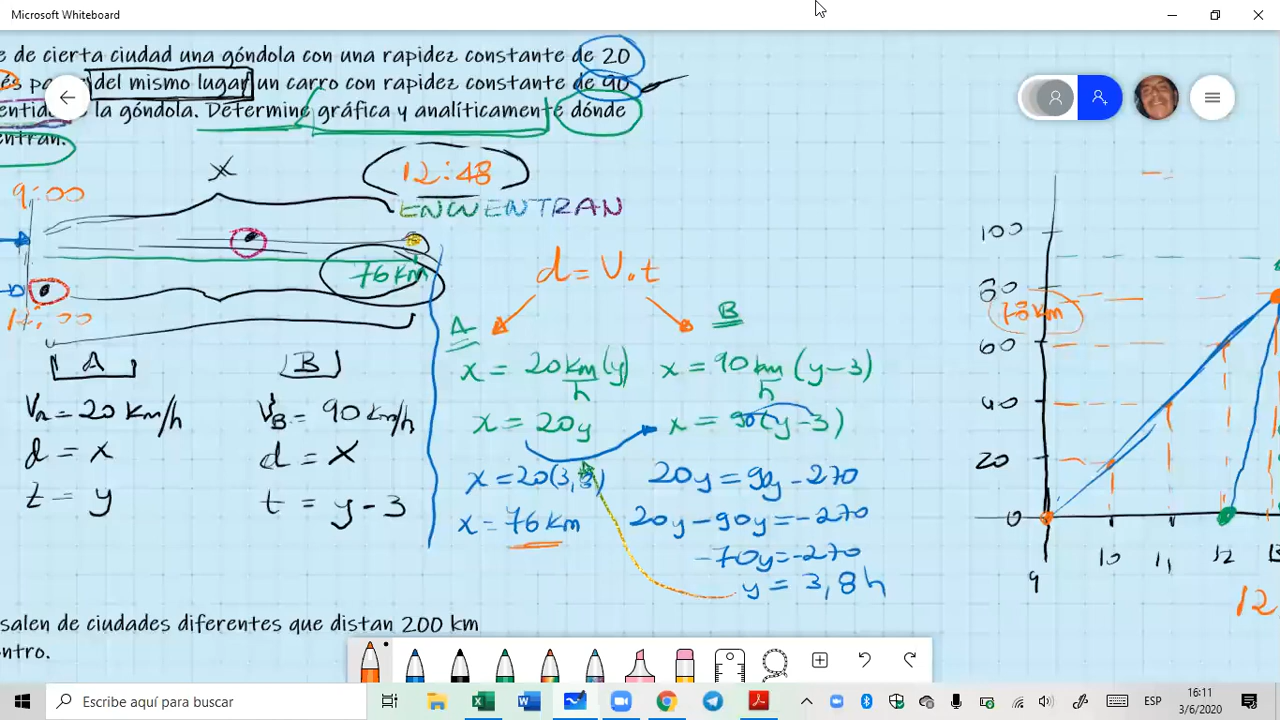 Microsoft Whiteboard
e de cierta ciudad una góndola con una rapidez constante de 20
és pa del mismo lugar un carro con rapidez constante de 90
entid la góndola. Determine gráfica y analíticamente dónde
entran.
9:00
x
12:48
ENCUENTRAN
76 km
:00
A
B
VA = 20 km/h
VB = 90 km/h
d = x
d = x
t = y
t = y - 3
d = V.t
A
B
x = 20 km/h (y)
x = 90 km/h (y-3)
x = 20y
x = 90(y-3)
x = 20(3,8)
20y = 90y - 270
x = 76 km
20y - 90y = -270
-70y = -270
y = 3,8 h
100
80
78 km
60
40
20
0
9
10
11
12
13
12
salen de ciudades diferentes que distan 200 km
ntro.
Escribe aquí para buscar
ESP
16:11
3/6/2020